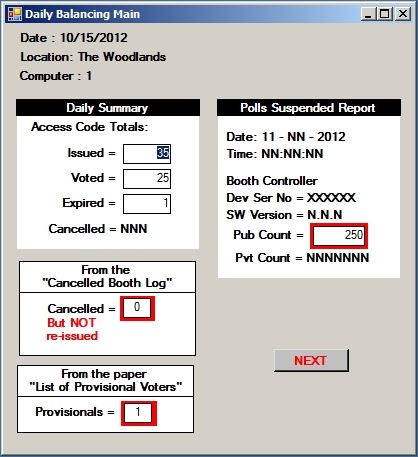 Daily Balancing Main
Date : 10/15/2012
Location: The Woodlands
Computer : 1
Daily Summary
Access Code Totals:
Issued = 35
Voted = 25
Expired = 1
Cancelled = NNN
From the
"Cancelled Booth Log"
Cancelled = 0
But NOT
re-issued
From the paper
"List of Provisional Voters"
Provisionals = 1
Polls Suspended Report
Date: 11 - NN - 2012
Time: NN:NN:NN
Booth Controller
Dev Ser No = XXXXXX
SW Version = N.N.N
Pub Count = 250
Pvt Count = NNNNNNN
NEXT